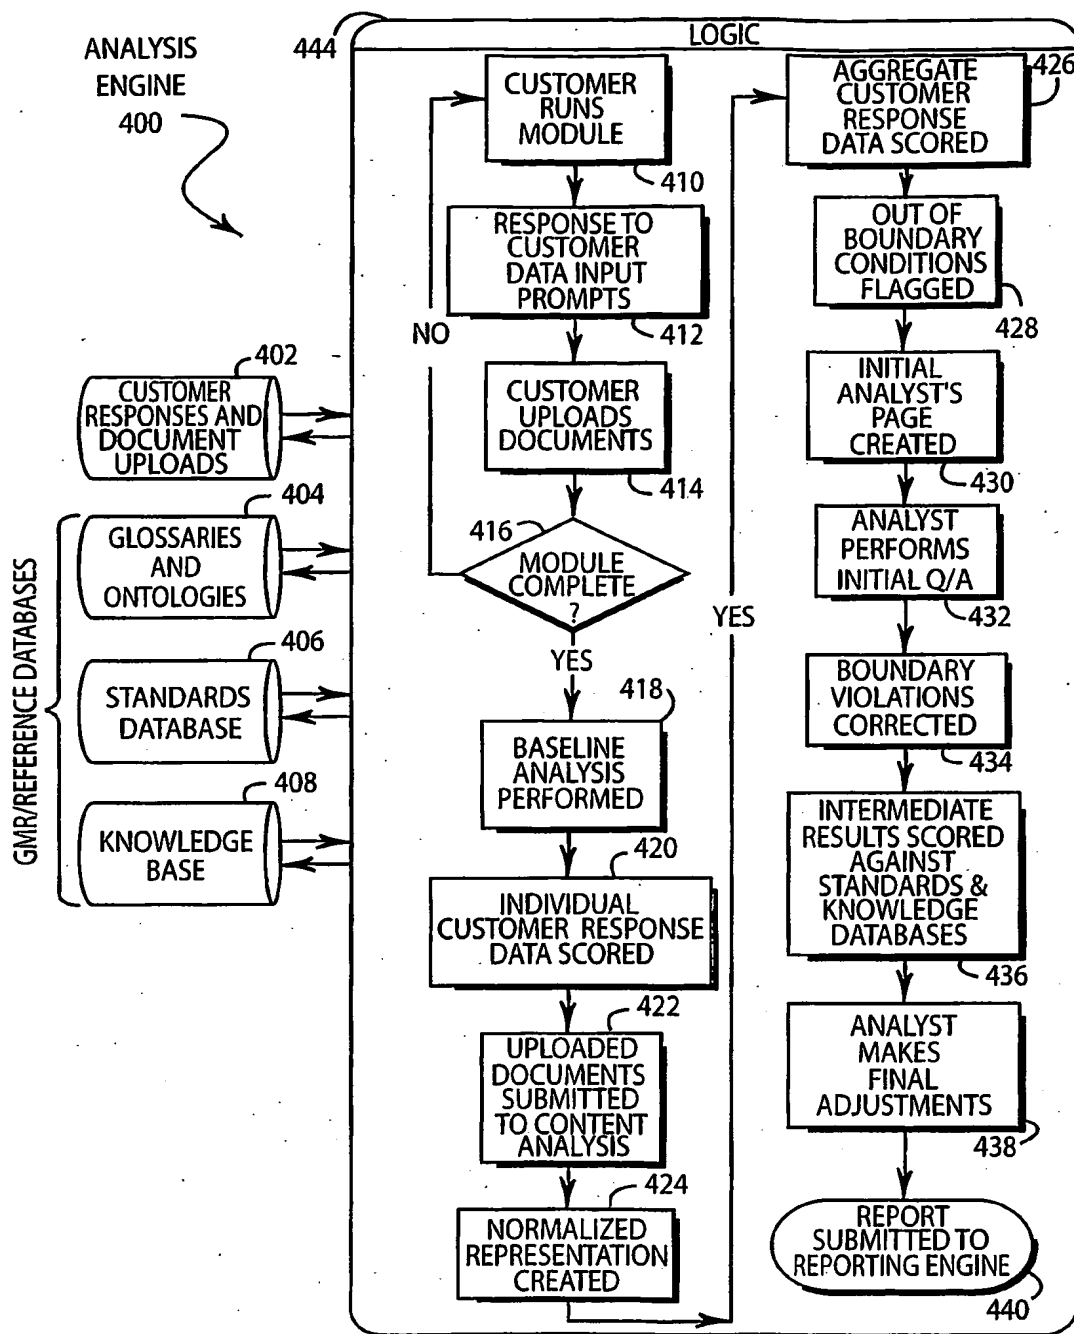 ANALYSIS
ENGINE
400
444
LOGIC
CUSTOMER
RUNS
MODULE
410
RESPONSE TO
CUSTOMER
DATA INPUT
PROMPTS
412
NO
CUSTOMER
UPLOADS
DOCUMENTS
414
416
MODULE
COMPLETE
?
YES
418
BASELINE
ANALYSIS
PERFORMED
420
INDIVIDUAL
CUSTOMER RESPONSE
DATA SCORED
422
UPLOADED
DOCUMENTS
SUBMITTED
TO CONTENT
ANALYSIS
424
NORMALIZED
REPRESENTATION
CREATED
YES
AGGREGATE
CUSTOMER
RESPONSE
DATA SCORED
426
OUT OF
BOUNDARY
CONDITIONS
FLAGGED
428
INITIAL
ANALYST'S
PAGE
CREATED
430
ANALYST
PERFORMS
INITIAL Q/A
432
BOUNDARY
VIOLATIONS
CORRECTED
434
INTERMEDIATE
RESULTS SCORED
AGAINST
STANDARDS &
KNOWLEDGE
DATABASES
436
ANALYST
MAKES
FINAL
ADJUSTMENTS
438
REPORT
SUBMITTED TO
REPORTING ENGINE
440
402
CUSTOMER
RESPONSES AND
DOCUMENT
UPLOADS
GMR/REFERENCE DATABASES
404
GLOSSARIES
AND
ONTOLOGIES
406
STANDARDS
DATABASE
408
KNOWLEDGE
BASE